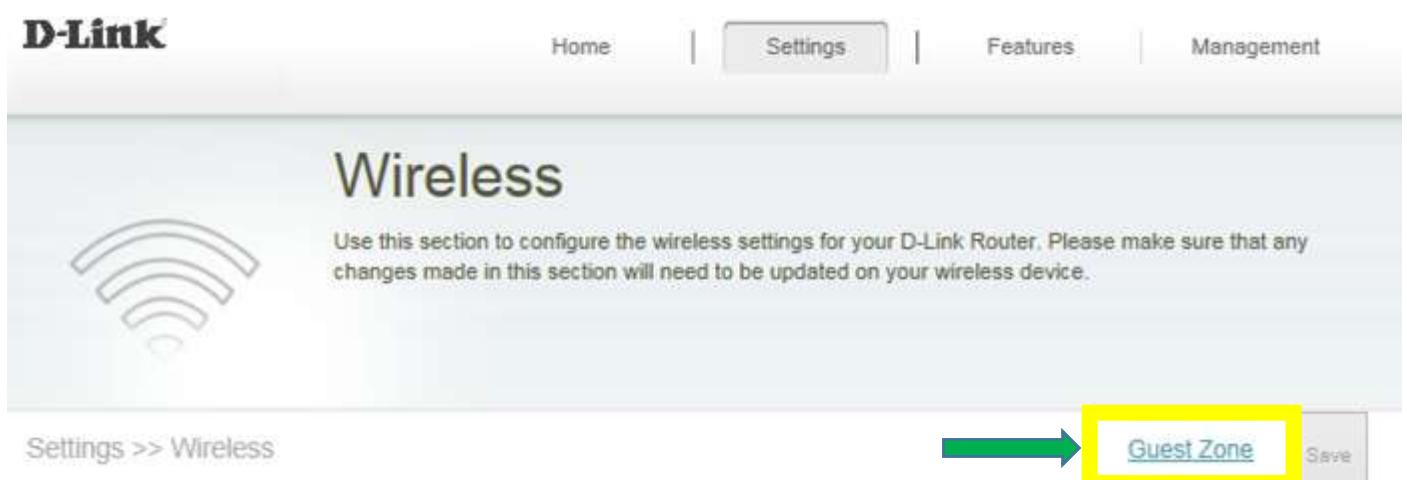 D-Link
Home | Settings | Features | Management
Wireless
Use this section to configure the wireless settings for your D-Link Router. Please make sure that any
changes made in this section will need to be updated on your wireless device.
Settings >> Wireless
Guest Zone
Save